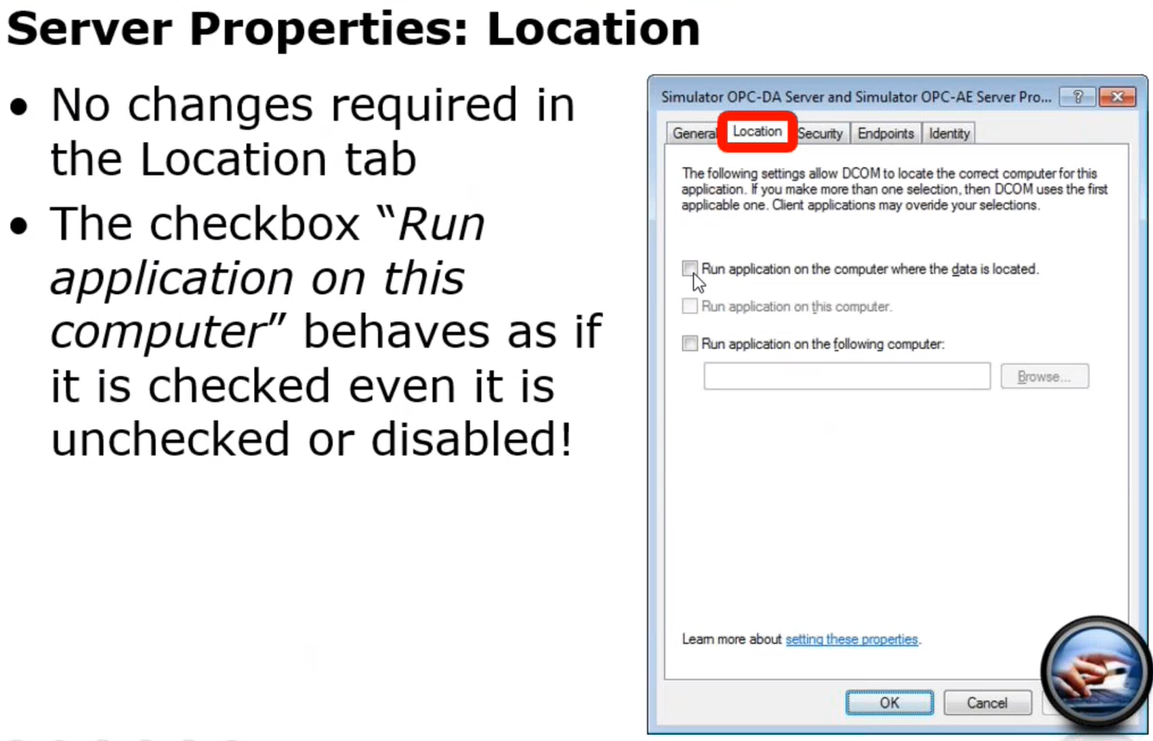 Server Properties: Location
• No changes required in
the Location tab
• The checkbox “Run
application on this
computer” behaves as if
it is checked even it is
unchecked or disabled!
Simulator OPC-DA Server and Simulator OPC-AE Server Pro...
General Location Security Endpoints Identity
The following settings allow DCOM to locate the correct computer for this
application. If you make more than one selection, then DCOM uses the first
applicable one. Client applications may overide your selections.
Run application on the computer where the data is located.
Run application on this computer.
Run application on the following computer:
Browse...
Learn more about setting these properties.
OK Cancel